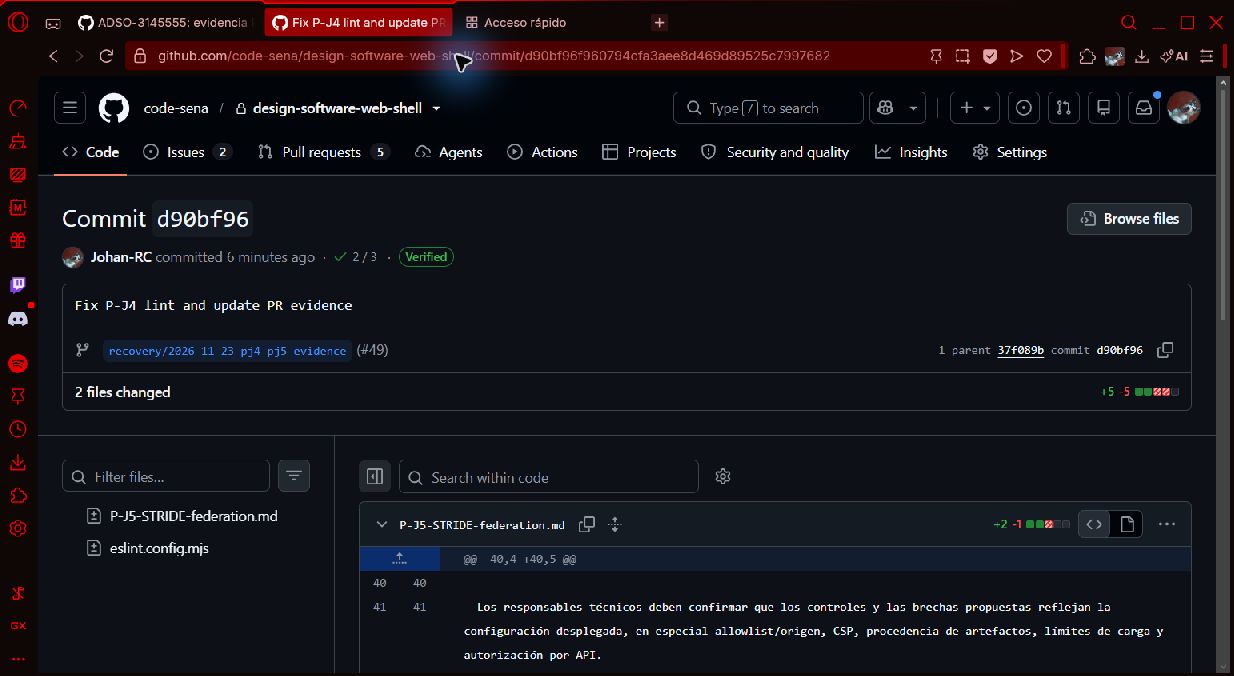 ADSO-3145555: evidencia
Fix P-J4 lint and update PR
Acceso rápido
github.com/code-sena/design-software-web-shell/commit/d90bf96f960794cfa3aee8d469d89525c7997682
AI
code-sena / design-software-web-shell
Type / to search
Code
Issues 2
Pull requests 5
Agents
Actions
Projects
Security and quality
Insights
Settings
Commit d90bf96
Browse files
Johan-RC committed 6 minutes ago · 2 / 3 · Verified
Fix P-J4 lint and update PR evidence
recovery/2026-11-23-pj4-pj5-evidence (#49)
1 parent 37f089b commit d90bf96
2 files changed
+5 -5
Filter files...
Search within code
P-J5-STRIDE-federation.md
eslint.config.mjs
P-J5-STRIDE-federation.md
+2 -1
@@ -40,4 +40,5 @@
40 40
41 41 Los responsables técnicos deben confirmar que los controles y las brechas propuestas reflejan la
configuración desplegada, en especial allowlist/origen, CSP, procedencia de artefactos, límites de carga y
autorización por API.
GX